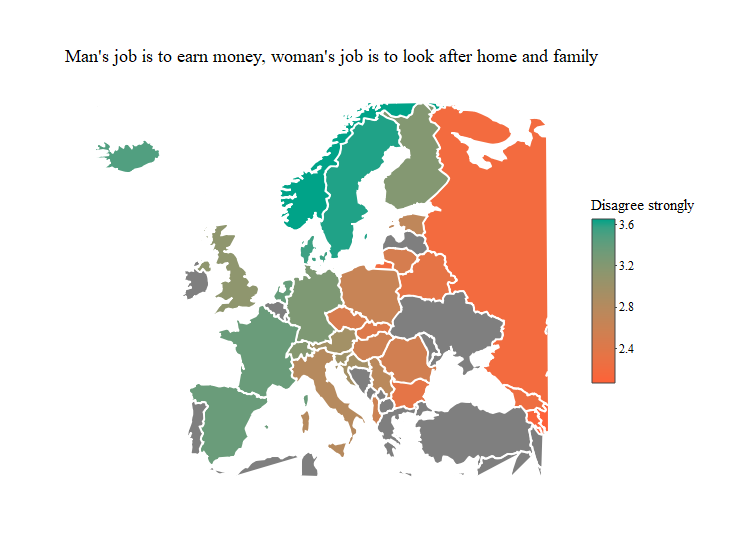 Man's job is to earn money, woman's job is to look after home and family
Disagree strongly
3.6
3.2
2.8
2.4